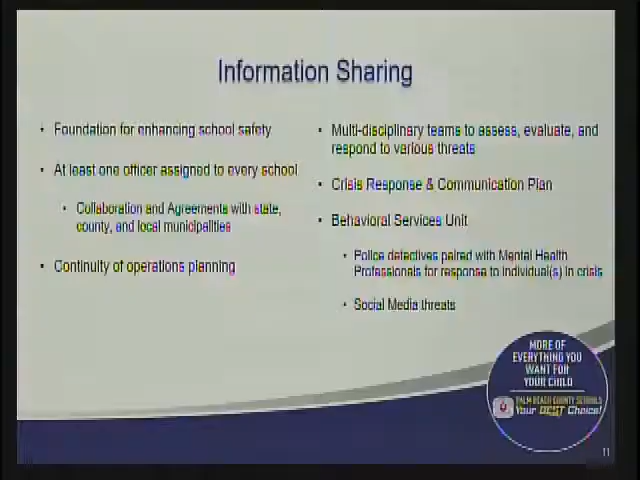 Information Sharing
• Foundation for enhancing school safety
• At least one officer assigned to every school
• Collaboration and Agreements with state,
county, and local municipalities
• Continuity of operations planning
• Multi-disciplinary teams to assess, evaluate, and
respond to various threats
• Crisis Response & Communication Plan
• Behavioral Services Unit
• Police detectives paired with Mental Health
Professionals for response to individual(s) in crisis
• Social Media threats
MORE OF
EVERYTHING YOU
WANT FOR
YOUR CHILD
PALM BEACH COUNTY SCHOOLS
Your BEST Choice!
11